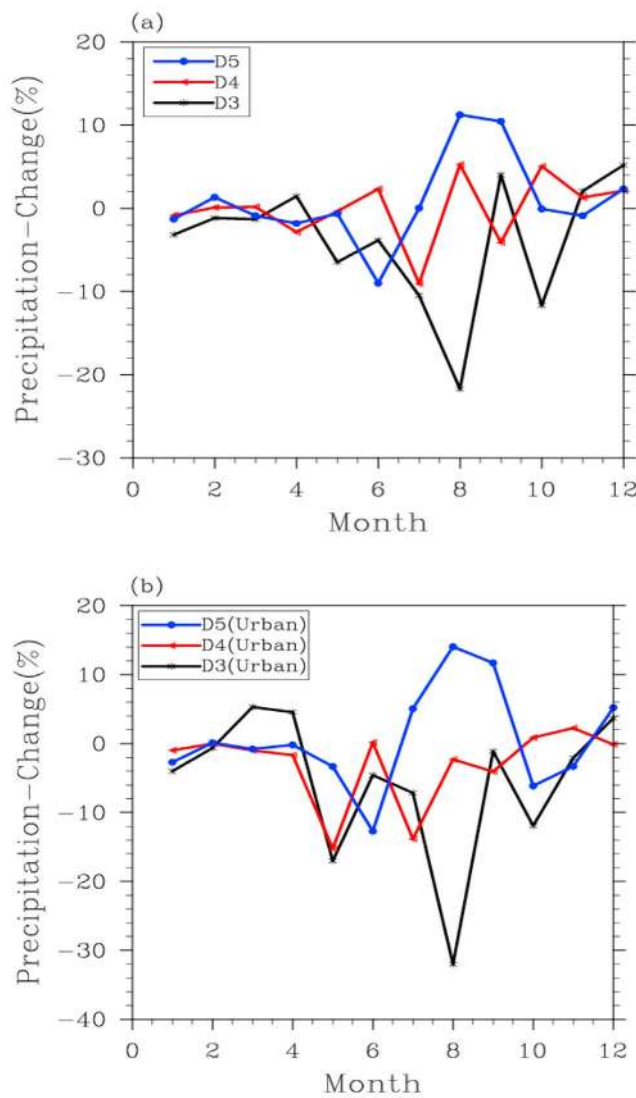 (a)
20
10
0
−10
−20
−30
Precipitation−Change(%)
D5
D4
D3
0 2 4 6 8 10 12
Month
(b)
20
10
0
−10
−20
−30
−40
Precipitation−Change(%)
D5(Urban)
D4(Urban)
D3(Urban)
0 2 4 6 8 10 12
Month